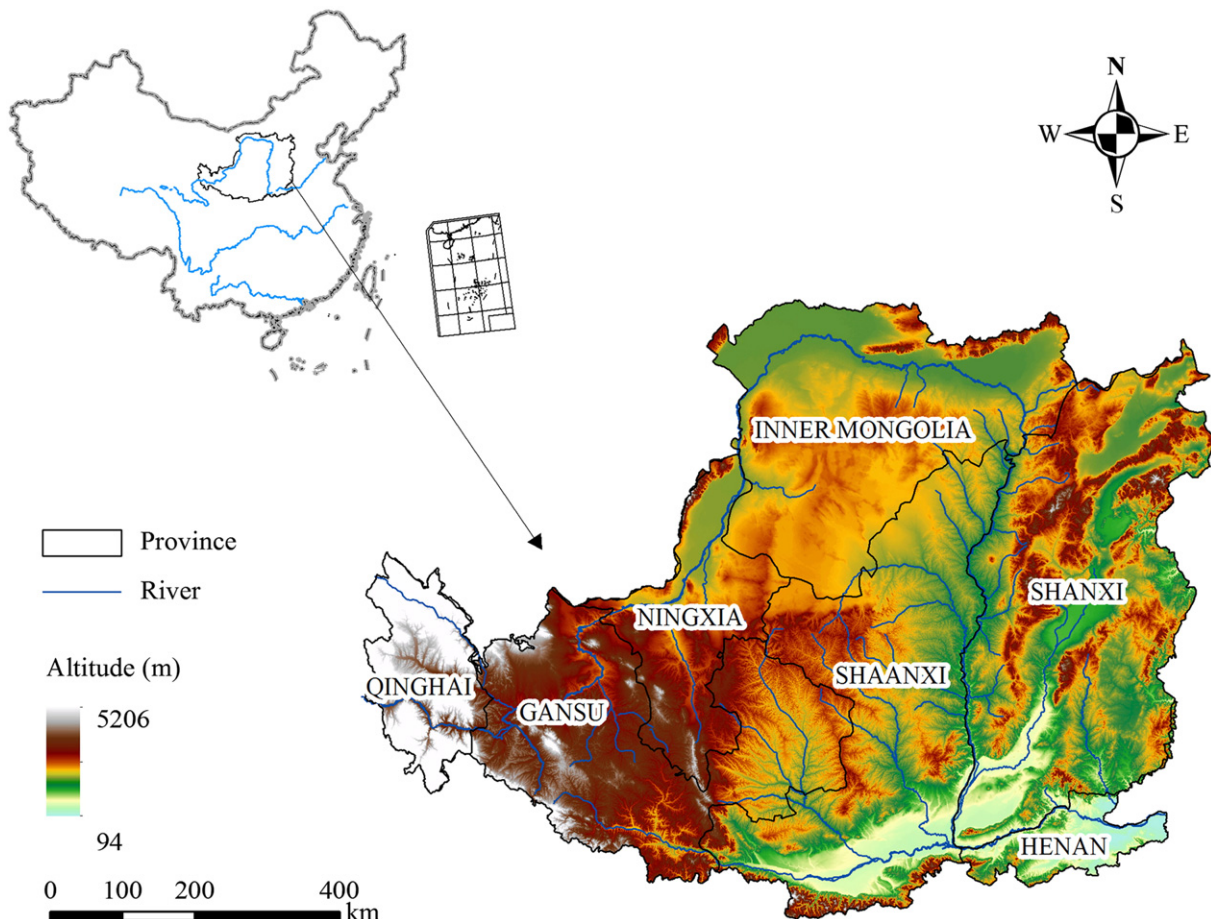 N
W E
S
INNER MONGOLIA
Province
River
NINGXIA
SHANXI
SHAANXI
Altitude (m)
QINGHAI
GANSU
5206
94
HENAN
0 100 200 400
km